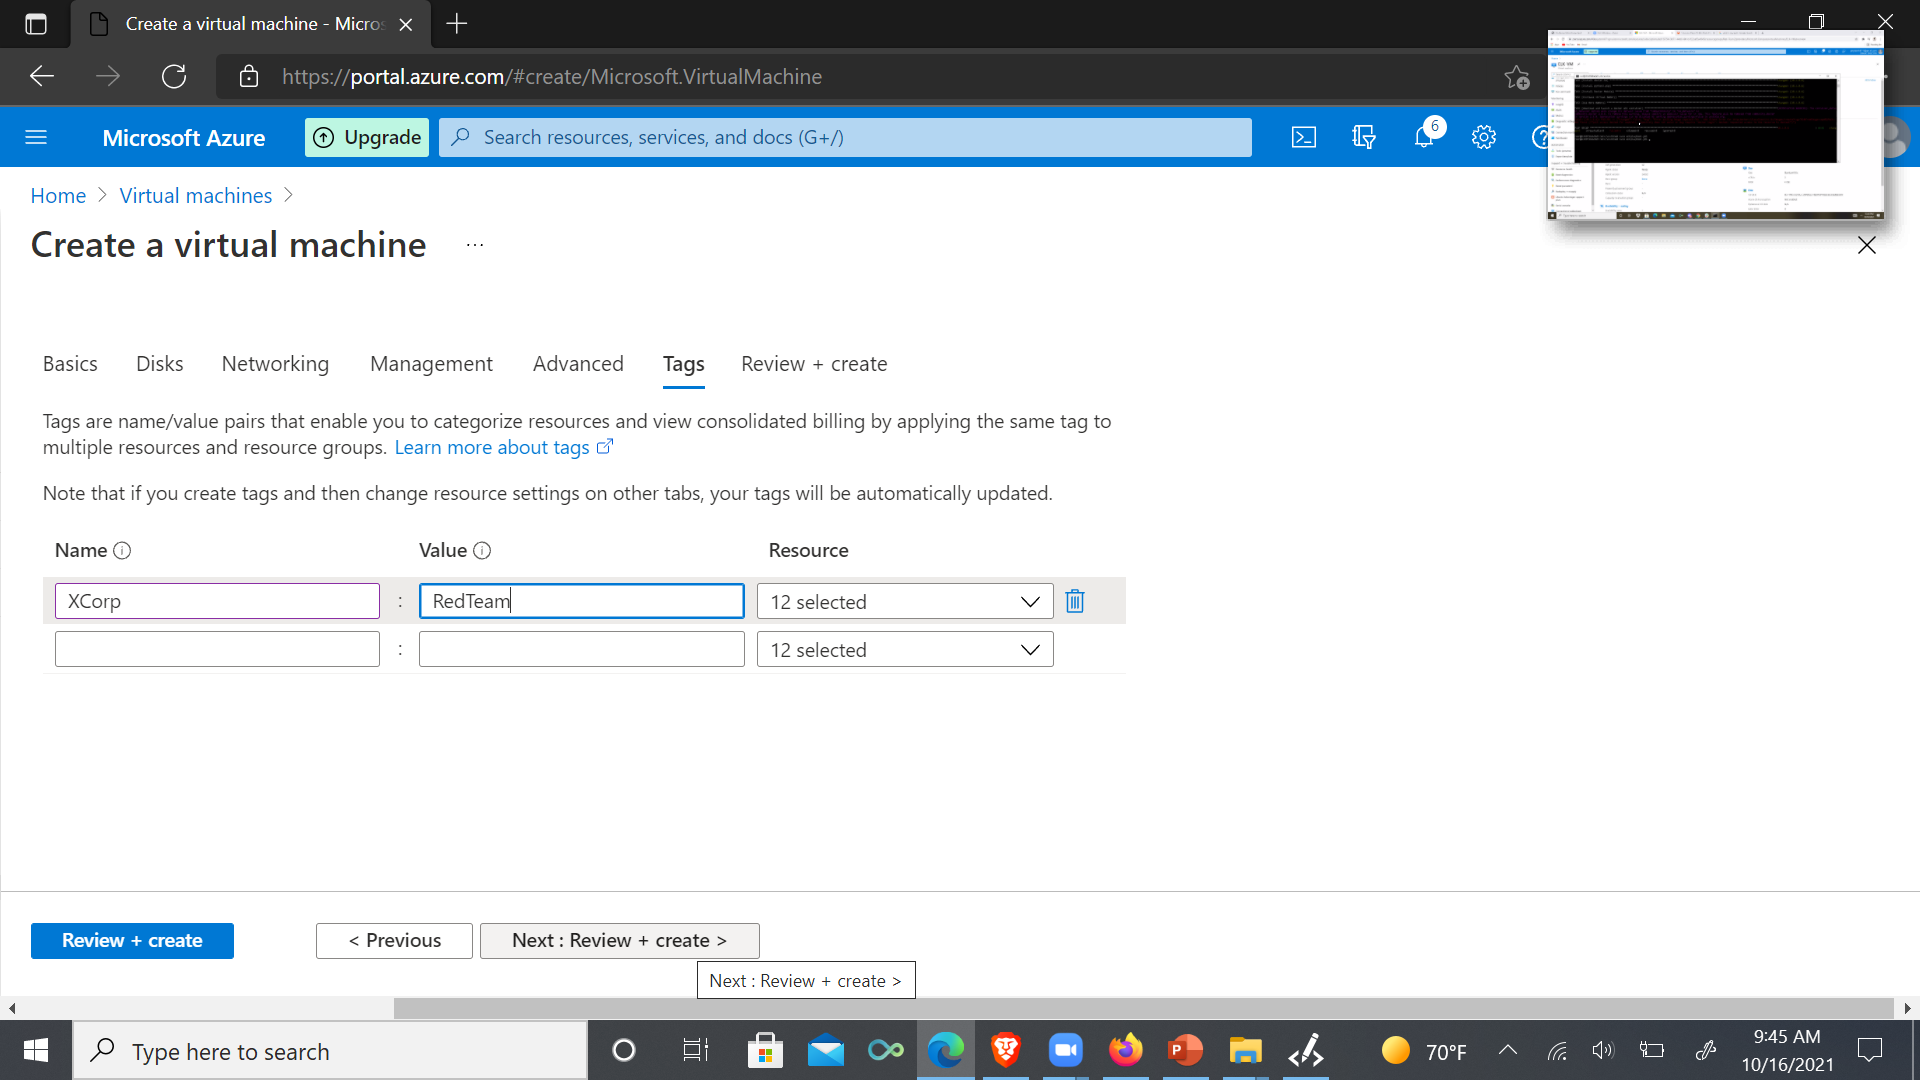 Create a virtual machine - Micros
https://portal.azure.com/#create/Microsoft.VirtualMachine
Microsoft Azure
Upgrade
Search resources, services, and docs (G+/)
6
Home > Virtual machines >
Create a virtual machine ...
Basics Disks Networking Management Advanced Tags Review + create
Tags are name/value pairs that enable you to categorize resources and view consolidated billing by applying the same tag to
multiple resources and resource groups. Learn more about tags
Note that if you create tags and then change resource settings on other tabs, your tags will be automatically updated.
Name Value Resource
XCorp : RedTeam 12 selected
: 12 selected
Review + create < Previous Next : Review + create >
Next : Review + create >
Type here to search
70°F
9:45 AM
10/16/2021